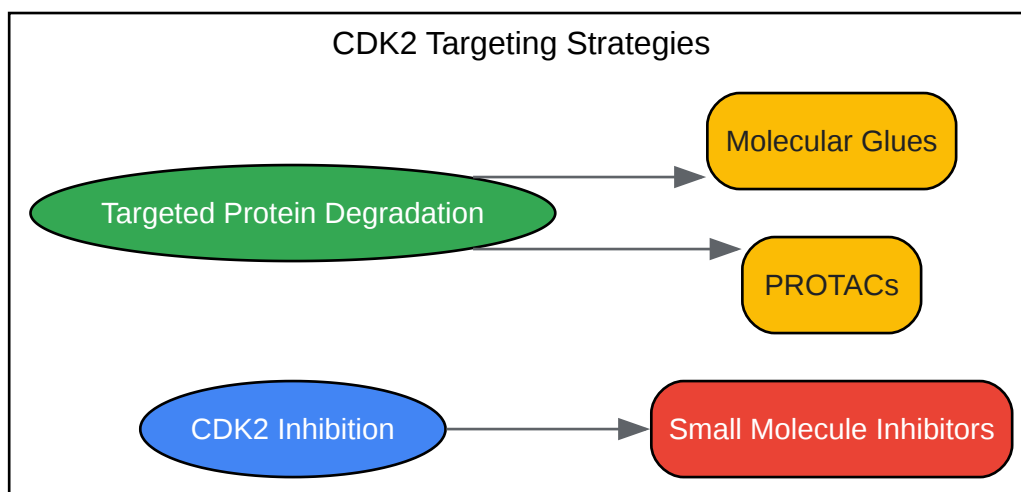 CDK2 Targeting Strategies
Molecular Glues
Targeted Protein Degradation
PROTACs
CDK2 Inhibition
Small Molecule Inhibitors